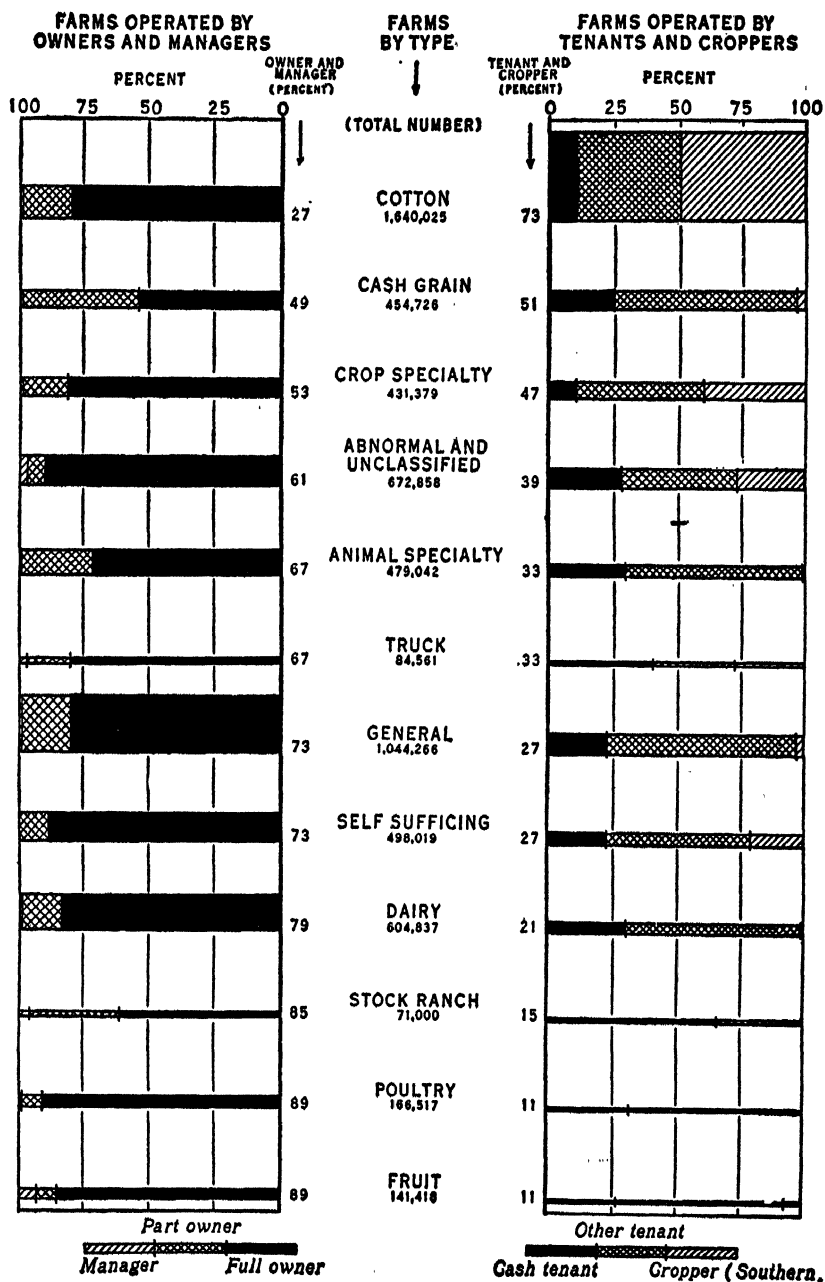 FARMS OPERATED BY
OWNERS AND MANAGERS
FARMS
BY TYPE
FARMS OPERATED BY
TENANTS AND CROPPERS
PERCENT
OWNER AND
MANAGER
(PERCENT)
TENANT AND
CROPPER
(PERCENT)
PERCENT
100 75 50 25 0
0 25 50 75 100
(TOTAL NUMBER)
27 COTTON 73
1,640,025
49 CASH GRAIN 51
454,726
53 CROP SPECIALTY 47
431,379
ABNORMAL AND
61 UNCLASSIFIED 39
672,858
67 ANIMAL SPECIALTY 33
479,042
67 TRUCK .33
84,561
73 GENERAL 27
1,044,266
73 SELF SUFICING 27
498,019
79 DAIRY 21
604,837
85 STOCK RANCH 15
71,000
89 POULTRY 11
166,517
89 FRUIT 11
141,418
Part owner
Manager Full owner
Other tenant
Cash tenant Cropper (Southern.